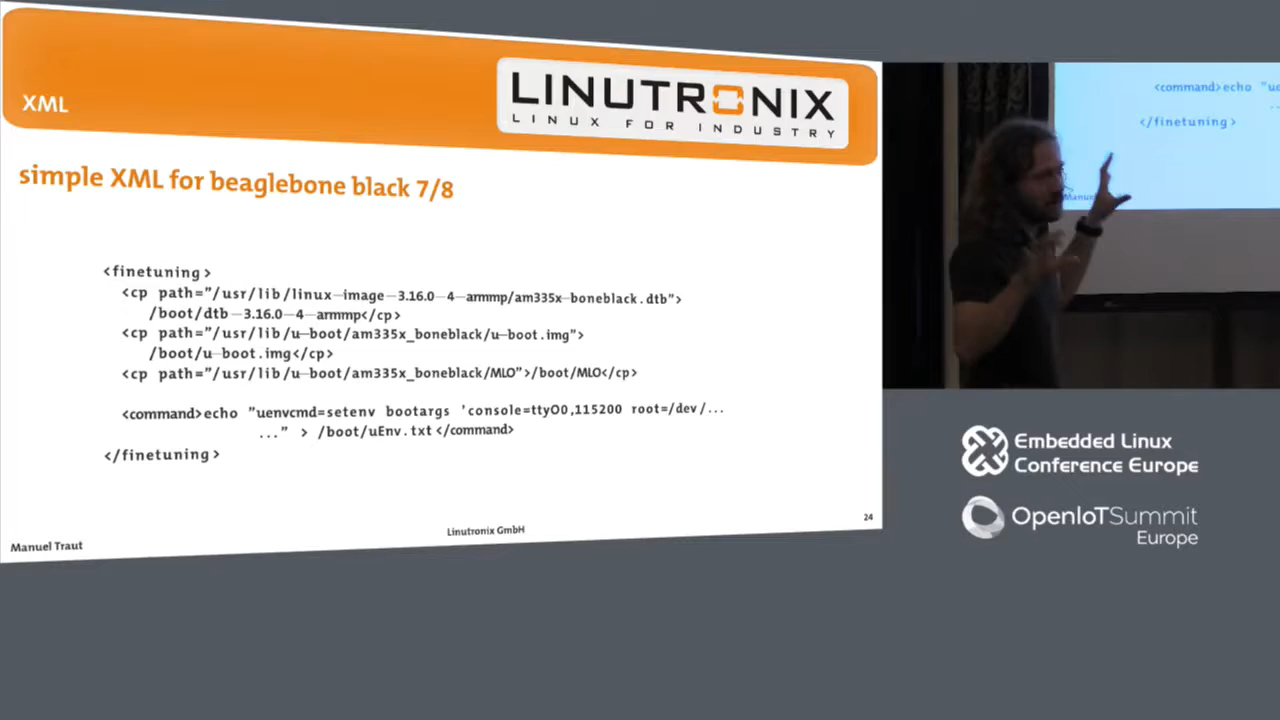 XML
LINUTRONIX
LINUX FOR INDUSTRY
simple XML for beaglebone black 7/8
<finetuning>
<cp path="/usr/lib/linux-image-3.16.0-4-armmp/am335x-boneblack.dtb">
/boot/dtb-3.16.0-4-armmp</cp>
<cp path="/usr/lib/u-boot/am335x_boneblack/u-boot.img">
/boot/u-boot.img</cp>
<cp path="/usr/lib/u-boot/am335x_boneblack/MLO">/boot/MLO</cp>
<command>echo "uenvcmd=setenv bootargs 'console=ttyO0,115200 root=/dev/...
..." > /boot/uEnv.txt</command>
</finetuning>
Manuel Traut
Linutronix GmbH
24
<command>echo "ue
..
</finetuning>
Manuel
Embedded Linux
Conference Europe
OpenIoTSummit
Europe